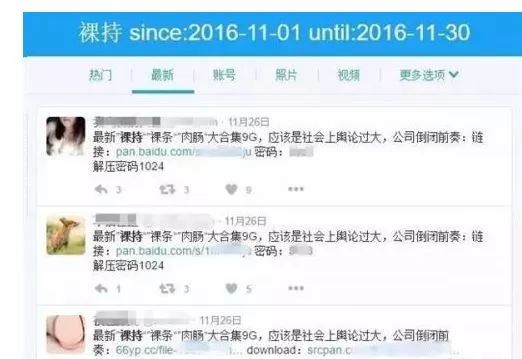 裸持 since:2016-11-01 until:2016-11-30
热门 最新 账号 照片 视频 更多选项
11月26日
最新“裸持”“裸条”“肉肠”大合集9G，应该是社会上舆论过大，公司倒闭前奏：链
接：pan.baidu.com/ 密码：
解压密码1024
3 3 9
11月26日
最新“裸持”“裸条”“肉肠”大合集9G，应该是社会上舆论过大，公司倒闭前奏：链
接：pan.baidu.com/s/1 密码：
解压密码1024
1 3 5
11月26日
最新“裸持”“裸条”“肉肠”大合集9G，应该是社会上舆论过大，公司倒闭前
奏：66yp.cc/file- download：srcpan.